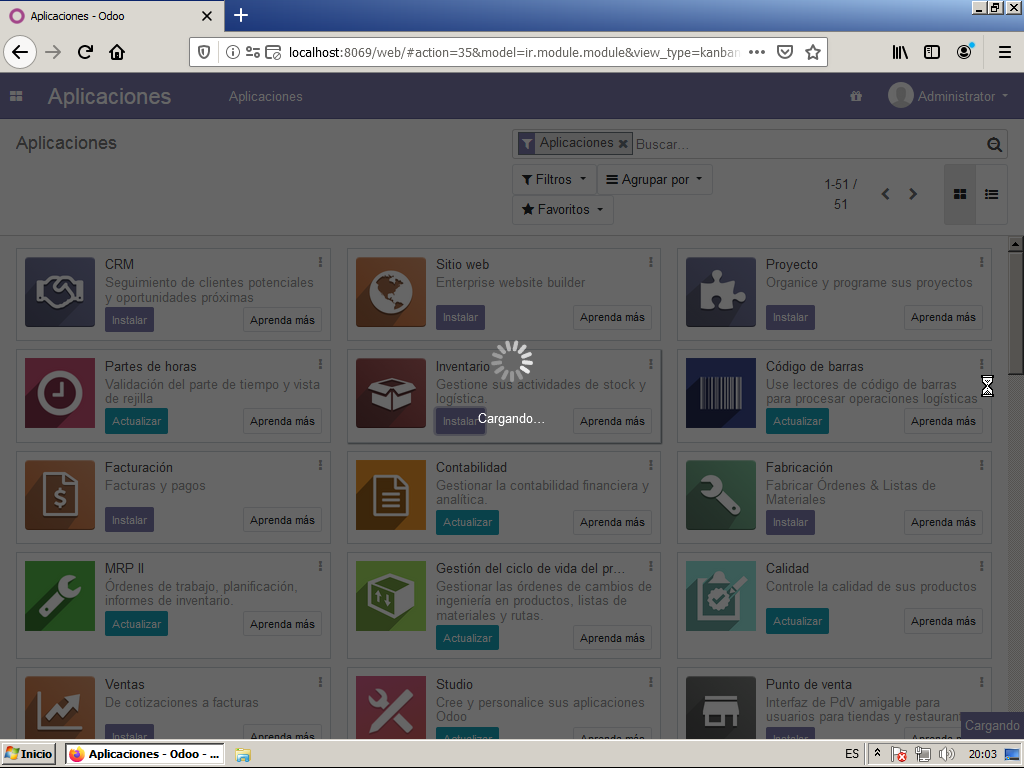 Aplicaciones - Odoo
localhost:8069/web/#action=35&model=ir.module.module&view_type=kanban
Aplicaciones
Aplicaciones
Administrator
Aplicaciones
Aplicaciones
Buscar...
Filtros
Agrupar por
Favoritos
1-51 /
51
CRM
Seguimiento de clientes potenciales
y oportunidades próximas
Instalar
Aprenda más
Sitio web
Enterprise website builder
Instalar
Aprenda más
Proyecto
Organice y programe sus proyectos
Instalar
Aprenda más
Partes de horas
Validación del parte de tiempo y vista
de rejilla
Actualizar
Aprenda más
Inventario
Gestione sus actividades de stock y
logística.
Instalar
Cargando...
Aprenda más
Código de barras
Use lectores de código de barras
para procesar operaciones logísticas
Actualizar
Aprenda más
Facturación
Facturas y pagos
Instalar
Aprenda más
Contabilidad
Gestionar la contabilidad financiera y
analítica.
Actualizar
Aprenda más
Fabricación
Fabricar Órdenes & Listas de
Materiales
Instalar
Aprenda más
MRP II
Órdenes de trabajo, planificación,
informes de inventario.
Actualizar
Aprenda más
Gestión del ciclo de vida del pr...
Gestionar las órdenes de cambios de
ingeniería en productos, listas de
materiales y rutas.
Actualizar
Aprenda más
Calidad
Controle la calidad de sus productos
Actualizar
Aprenda más
Ventas
De cotizaciones a facturas
Instalar
Aprenda más
Studio
Cree y personalice sus aplicaciones
Odoo
Actualizar
Aprenda más
Punto de venta
Interfaz de PdV amigable para
usuarios para tiendas y restaurant
Instalar
Cargando
Inicio
Aplicaciones - Odoo - ...
ES
20:03